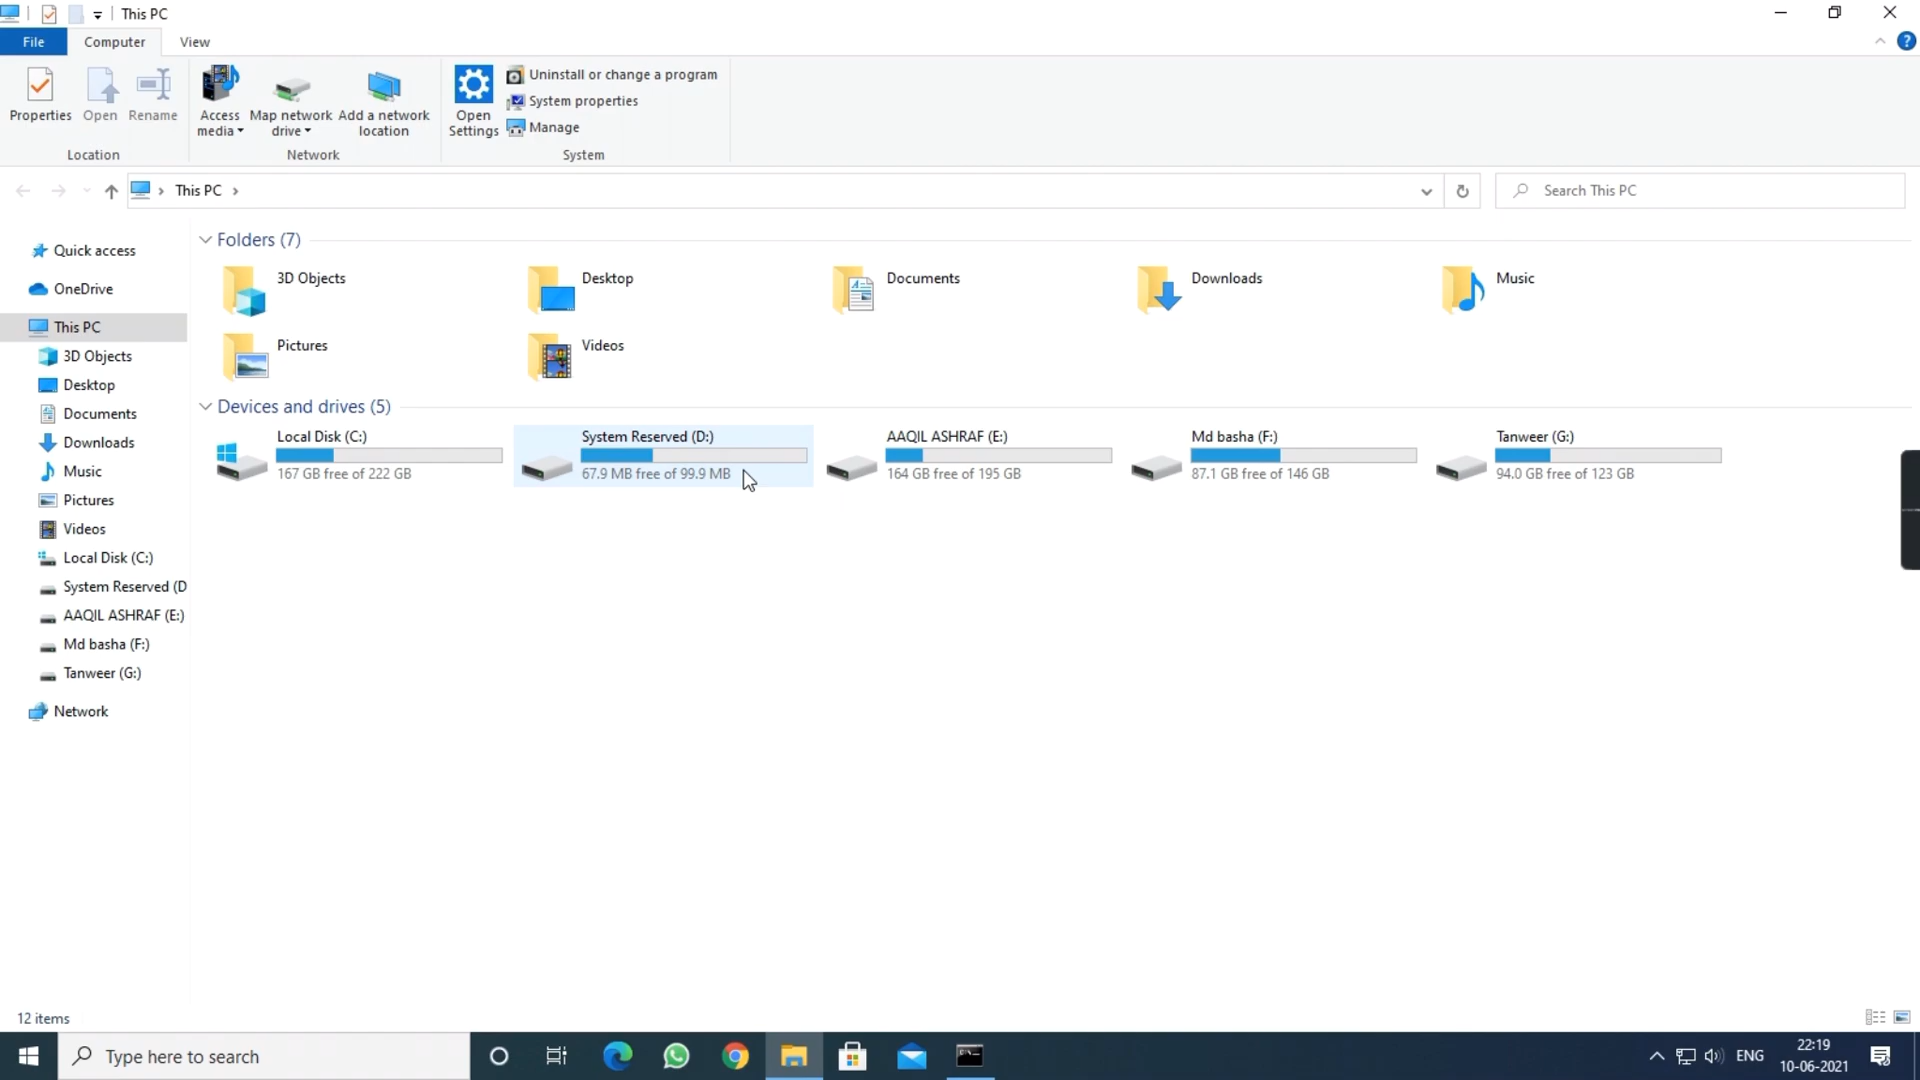 This PC
File
Computer
View
Properties
Open
Rename
Access
media
Map network
drive
Add a network
location
Open
Settings
Uninstall or change a program
System properties
Manage
Location
Network
System
This PC
Search This PC
Quick access
OneDrive
This PC
3D Objects
Desktop
Documents
Downloads
Music
Pictures
Videos
Local Disk (C:)
System Reserved (D
AAQIL ASHRAF (E:)
Md basha (F:)
Tanweer (G:)
Network
Folders (7)
3D Objects
Desktop
Documents
Downloads
Music
Pictures
Videos
Devices and drives (5)
Local Disk (C:)
167 GB free of 222 GB
System Reserved (D:)
67.9 MB free of 99.9 MB
AAQIL ASHRAF (E:)
164 GB free of 195 GB
Md basha (F:)
87.1 GB free of 146 GB
Tanweer (G:)
94.0 GB free of 123 GB
12 items
Type here to search
ENG
22:19
10-06-2021